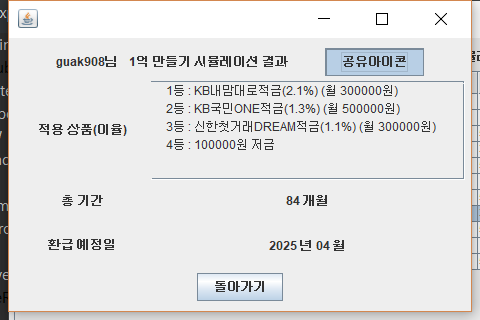 guak908님 1억 만들기 시뮬레이션 결과 공유아이콘
적용 상품(이율)
1등 : KB내맘대로적금(2.1%) (월 300000원)
2등 : KB국민ONE적금(1.3%) (월 500000원)
3등 : 신한첫거래DREAM적금(1.1%) (월 300000원)
4등 : 100000원 저금
총 기간 84 개월
환급 예정일 2025 년 04 월
돌아가기